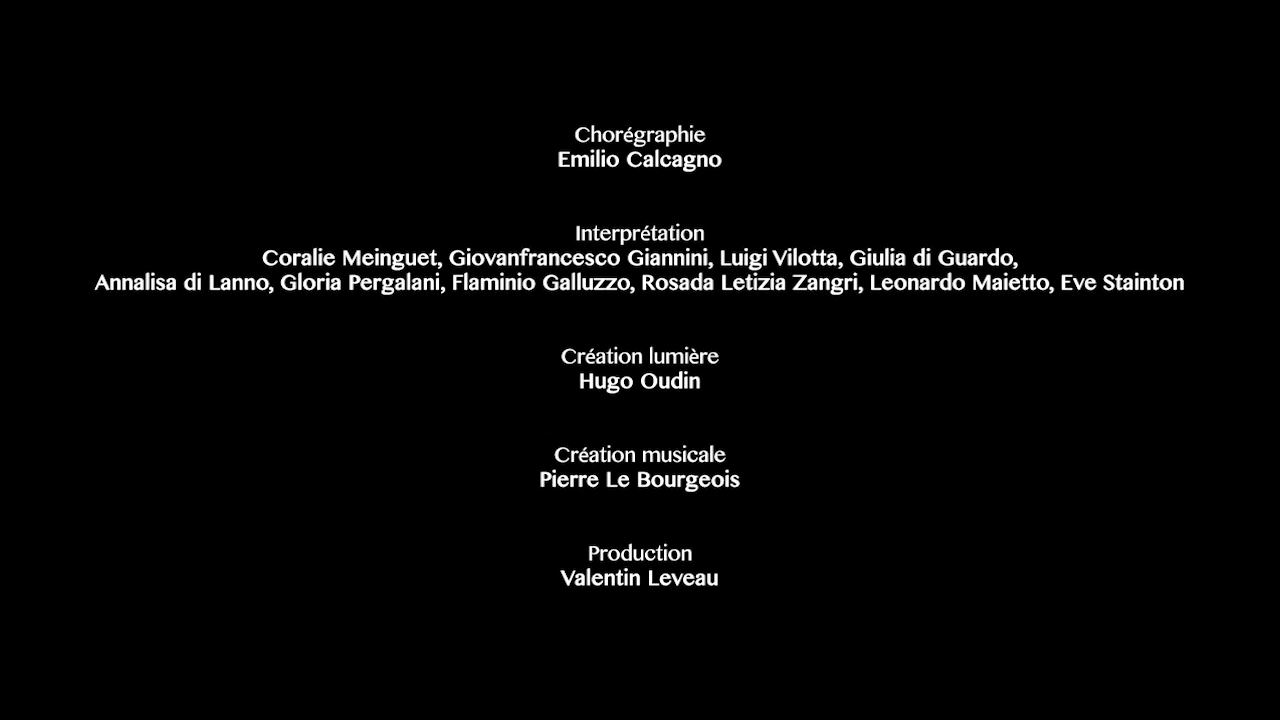 Chorégraphie
Emilio Calcagno
Interprétation
Coralie Meinguet, Giovanfrancesco Giannini, Luigi Vilotta, Giulia di Guardo,
Annalisa di Lanno, Gloria Pergalani, Flaminio Galluzzo, Rosada Letizia Zangri, Leonardo Maietto, Eve Stainton
Création lumière
Hugo Oudin
Création musicale
Pierre Le Bourgeois
Production
Valentin Leveau